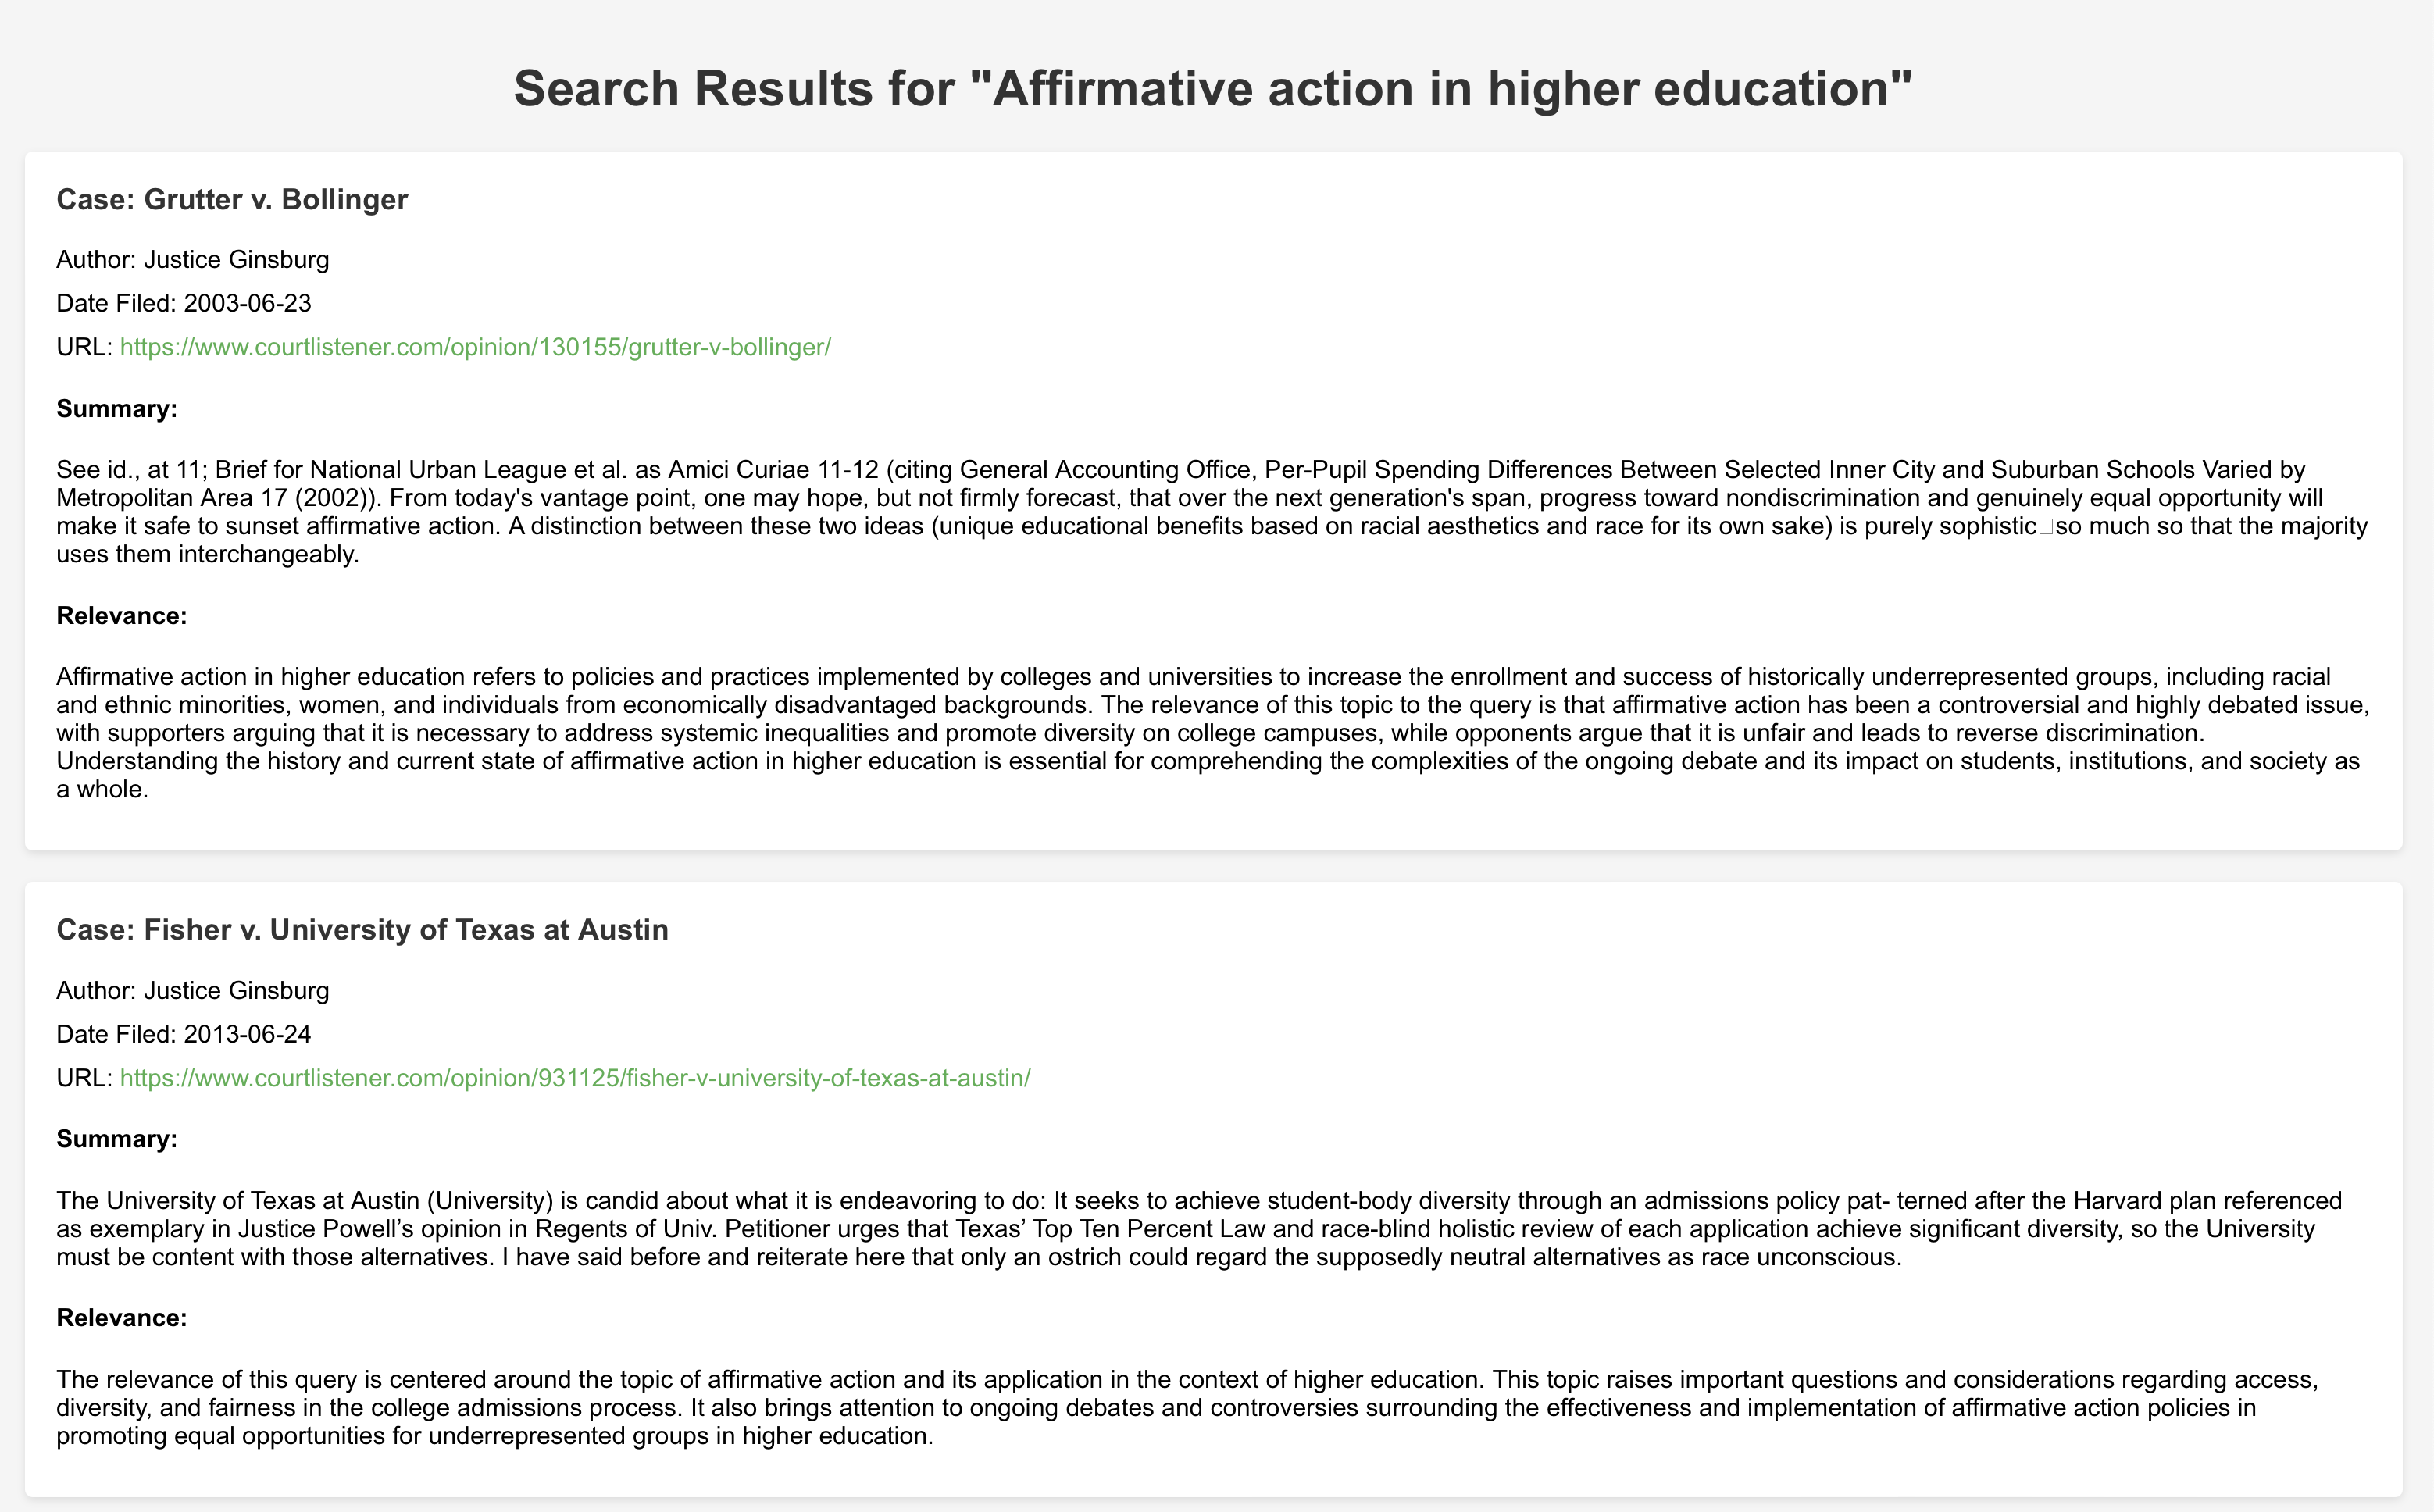 Search Results for "Affirmative action in higher education"
Case: Grutter v. Bollinger
Author: Justice Ginsburg
Date Filed: 2003-06-23
URL: https://www.courtlistener.com/opinion/130155/grutter-v-bollinger/
Summary:
See id., at 11; Brief for National Urban League et al. as Amici Curiae 11-12 (citing General Accounting Office, Per-Pupil Spending Differences Between Selected Inner City and Suburban Schools Varied by
Metropolitan Area 17 (2002)). From today's vantage point, one may hope, but not firmly forecast, that over the next generation's span, progress toward nondiscrimination and genuinely equal opportunity will
make it safe to sunset affirmative action. A distinction between these two ideas (unique educational benefits based on racial aesthetics and race for its own sake) is purely sophistic□so much so that the majority
uses them interchangeably.
Relevance:
Affirmative action in higher education refers to policies and practices implemented by colleges and universities to increase the enrollment and success of historically underrepresented groups, including racial
and ethnic minorities, women, and individuals from economically disadvantaged backgrounds. The relevance of this topic to the query is that affirmative action has been a controversial and highly debated issue,
with supporters arguing that it is necessary to address systemic inequalities and promote diversity on college campuses, while opponents argue that it is unfair and leads to reverse discrimination.
Understanding the history and current state of affirmative action in higher education is essential for comprehending the complexities of the ongoing debate and its impact on students, institutions, and society as
a whole.
Case: Fisher v. University of Texas at Austin
Author: Justice Ginsburg
Date Filed: 2013-06-24
URL: https://www.courtlistener.com/opinion/931125/fisher-v-university-of-texas-at-austin/
Summary:
The University of Texas at Austin (University) is candid about what it is endeavoring to do: It seeks to achieve student-body diversity through an admissions policy pat- terned after the Harvard plan referenced
as exemplary in Justice Powell’s opinion in Regents of Univ. Petitioner urges that Texas’ Top Ten Percent Law and race-blind holistic review of each application achieve significant diversity, so the University
must be content with those alternatives. I have said before and reiterate here that only an ostrich could regard the supposedly neutral alternatives as race unconscious.
Relevance:
The relevance of this query is centered around the topic of affirmative action and its application in the context of higher education. This topic raises important questions and considerations regarding access,
diversity, and fairness in the college admissions process. It also brings attention to ongoing debates and controversies surrounding the effectiveness and implementation of affirmative action policies in
promoting equal opportunities for underrepresented groups in higher education.